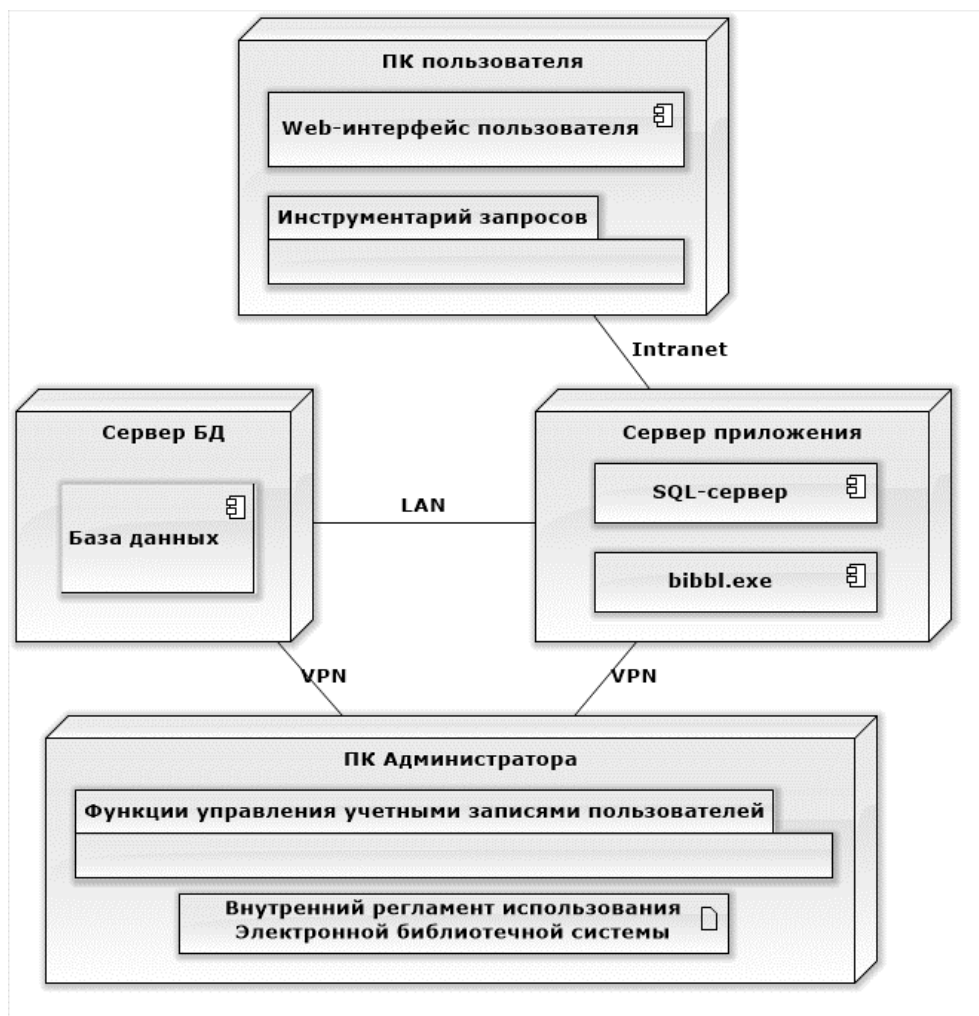 ПК пользователя
Web-интерфейс пользователя
Инструментарий запросов
Intranet
Сервер БД
База данных
LAN
Сервер приложения
SQL-сервер
bibbl.exe
VPN
VPN
ПК Администратора
Функции управления учетными записями пользователей
Внутренний регламент использования
Электронной библиотечной системы